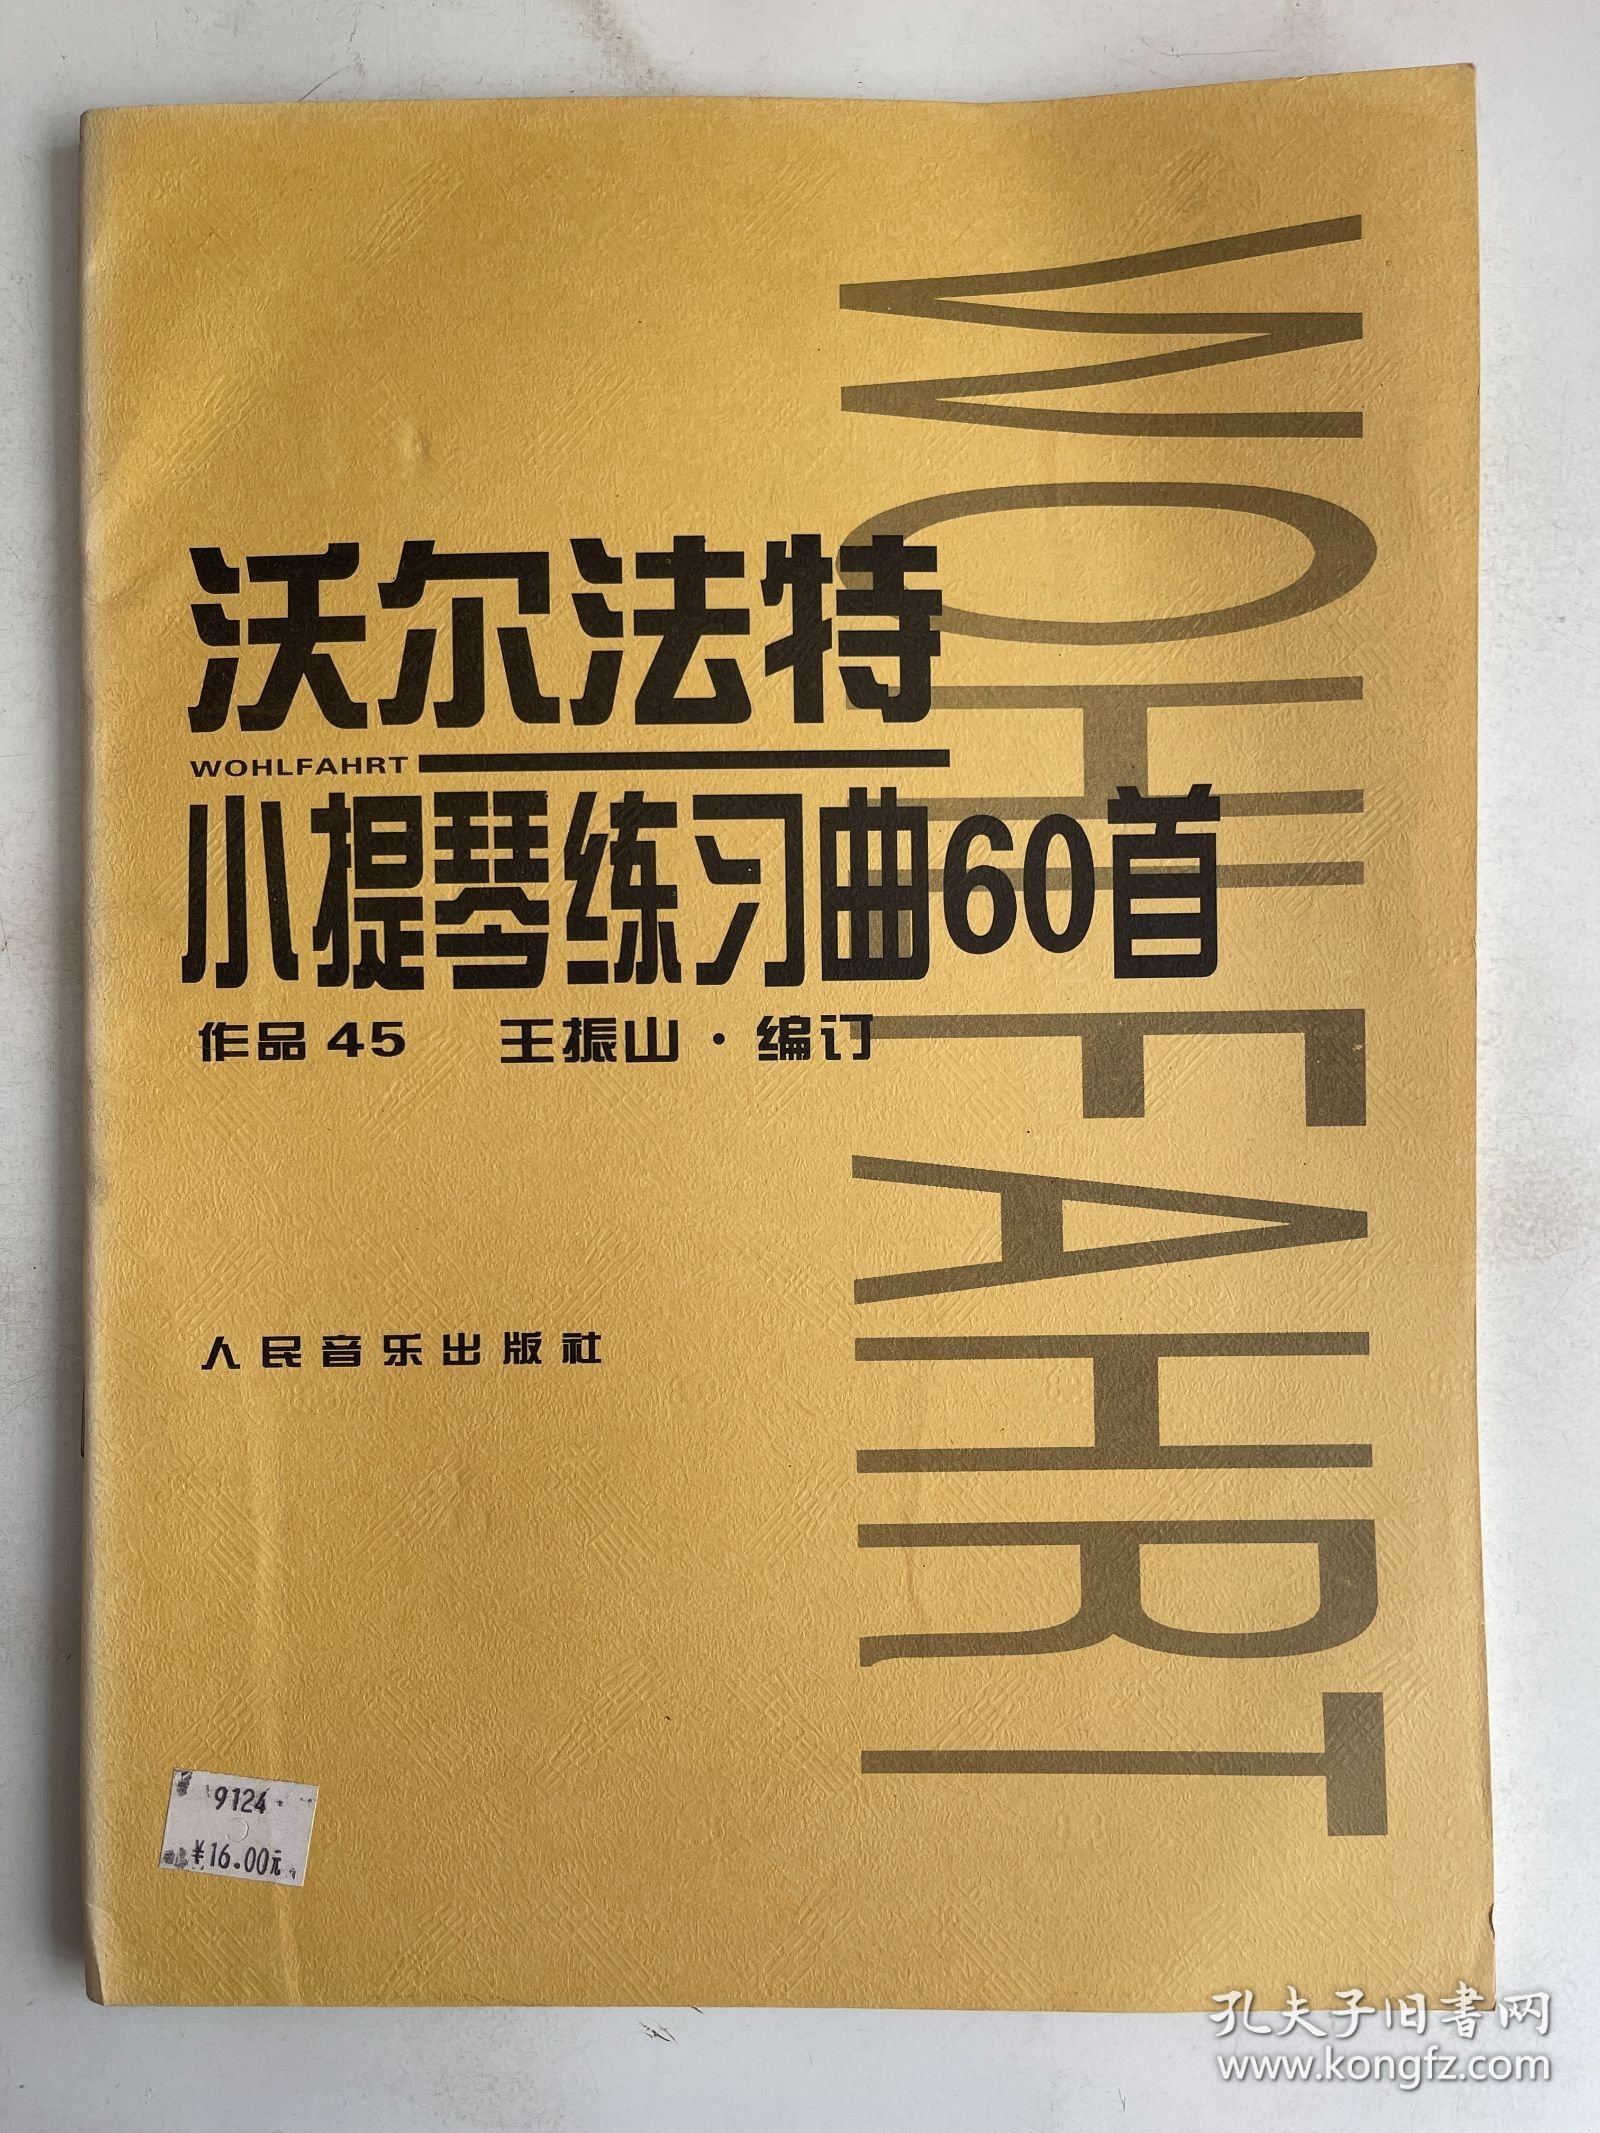 沃尔法特
WOHLFAHRT
小提琴练习曲60首
作品45 王振山·编订
人民音乐出版社
WOHLFAHRT
9124
¥16.00元
孔夫子旧书网
www.kongfz.com